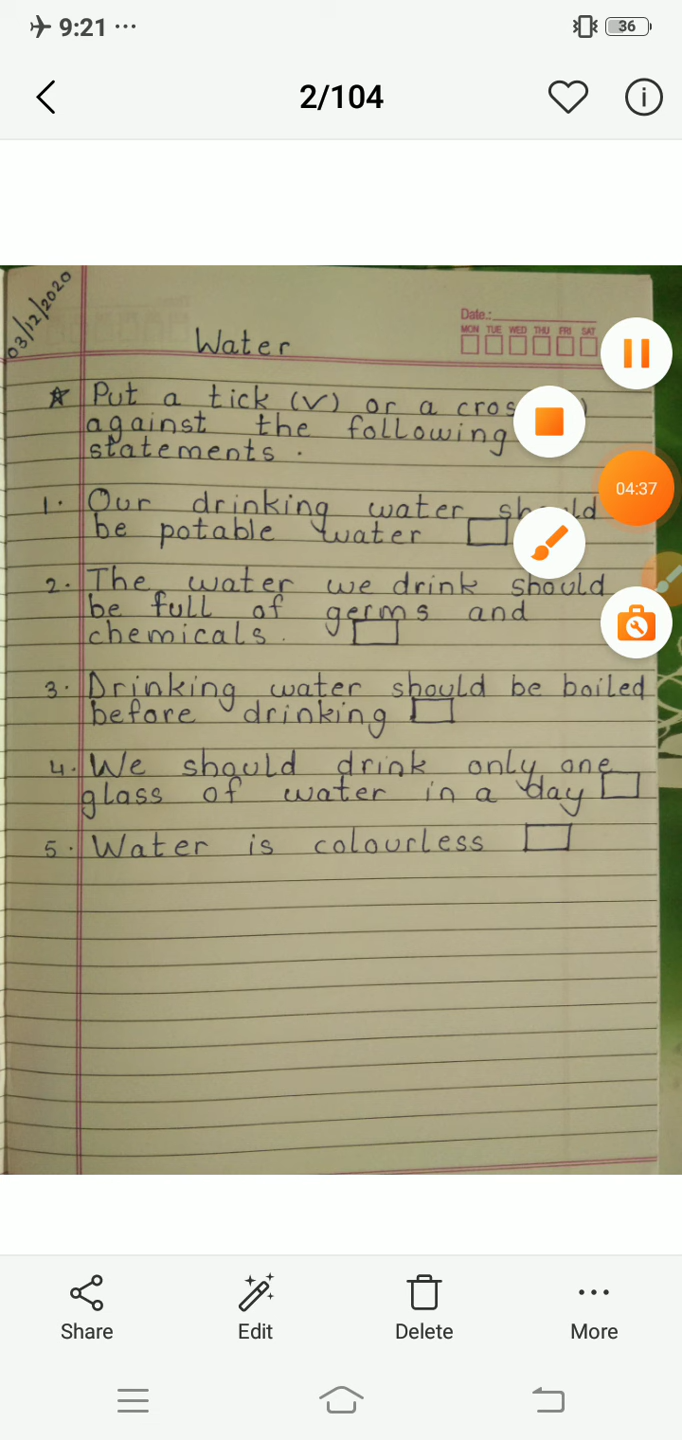 9:21 ...
36
2/104
03/12/2020
Date.:
MON TUE WED THU FRI SAT
Water
Put a tick (√) or a cros
against the following
statements.
04:37
1. Our drinking water should
be potable water
2. The water we drink should
be full of germs and
chemicals.
3. Drinking water should be boiled
before drinking
4. We should drink only one
glass of water in a day
5. Water is colourless
Share Edit Delete More